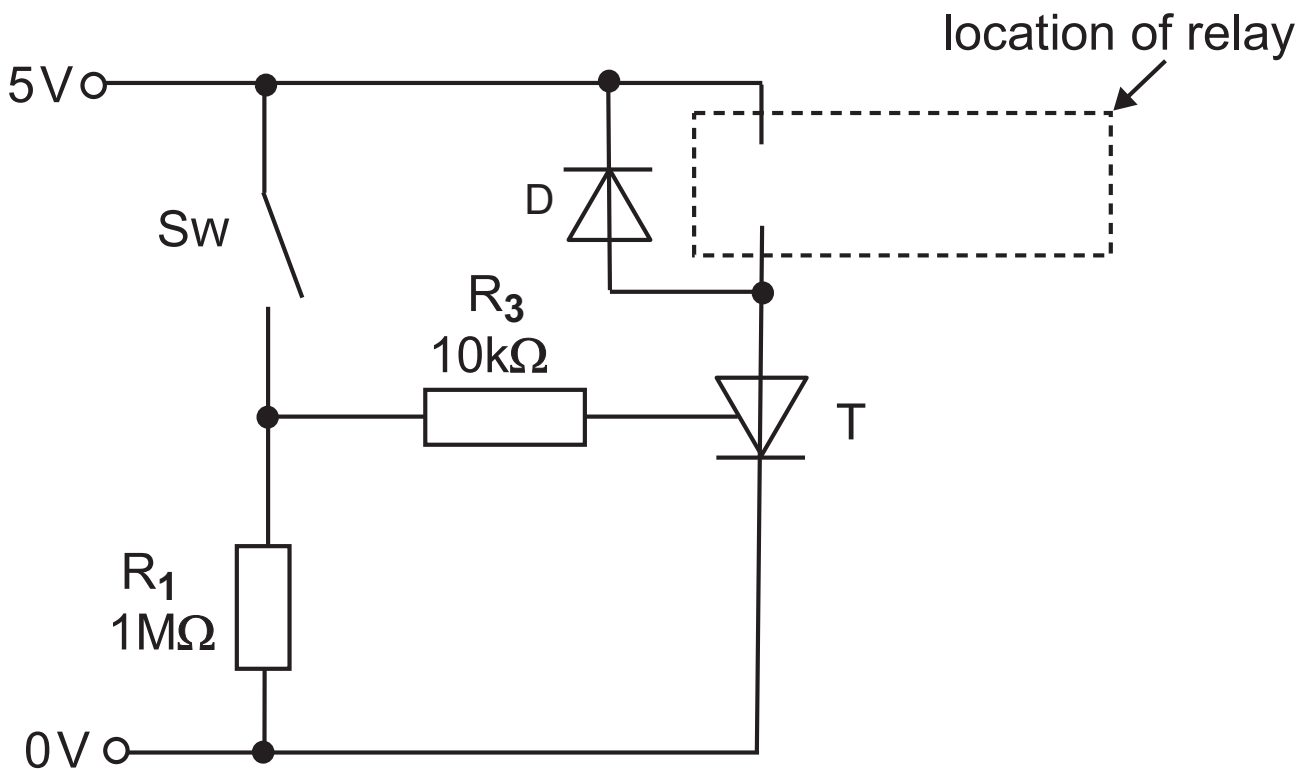 location of relay
5V
D
Sw
R3
10kΩ
T
R1
1MΩ
0V